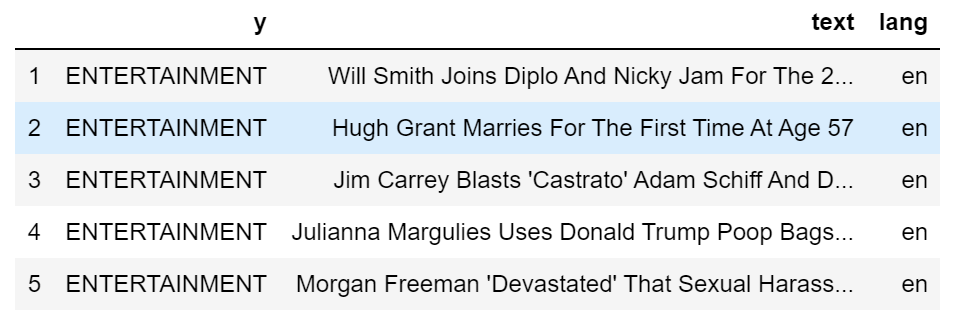 y text lang
1 ENTERTAINMENT Will Smith Joins Diplo And Nicky Jam For The 2... en
2 ENTERTAINMENT Hugh Grant Marries For The First Time At Age 57 en
3 ENTERTAINMENT Jim Carrey Blasts 'Castrato' Adam Schiff And D... en
4 ENTERTAINMENT Julianna Margulies Uses Donald Trump Poop Bags... en
5 ENTERTAINMENT Morgan Freeman 'Devastated' That Sexual Harass... en